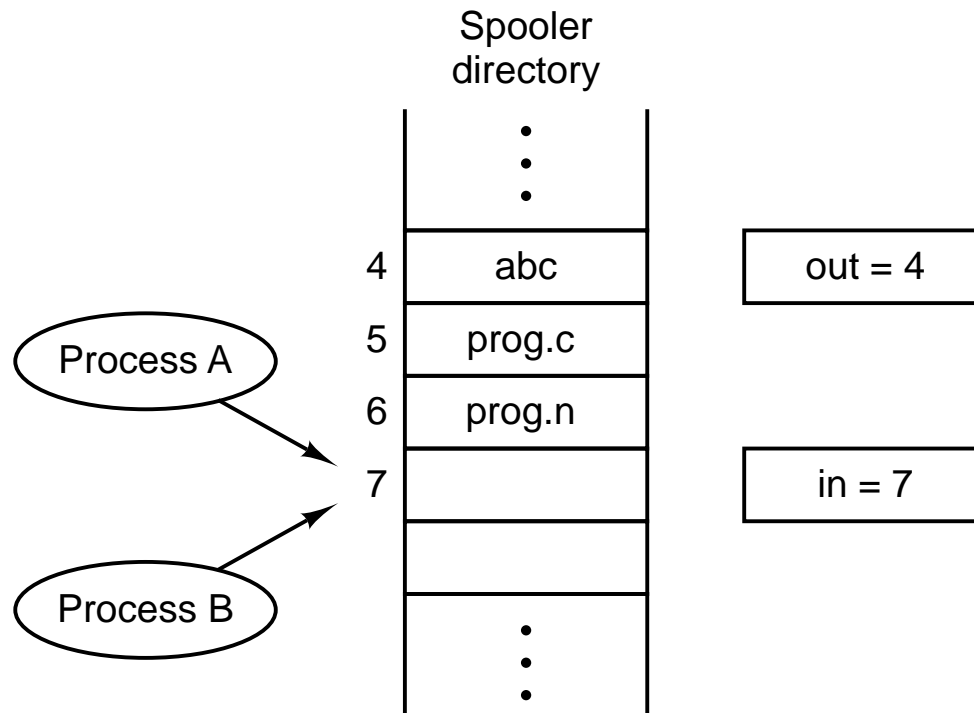 Spooler
directory
4
abc
out = 4
Process A
5
prog.c
6
prog.n
7
in = 7
Process B